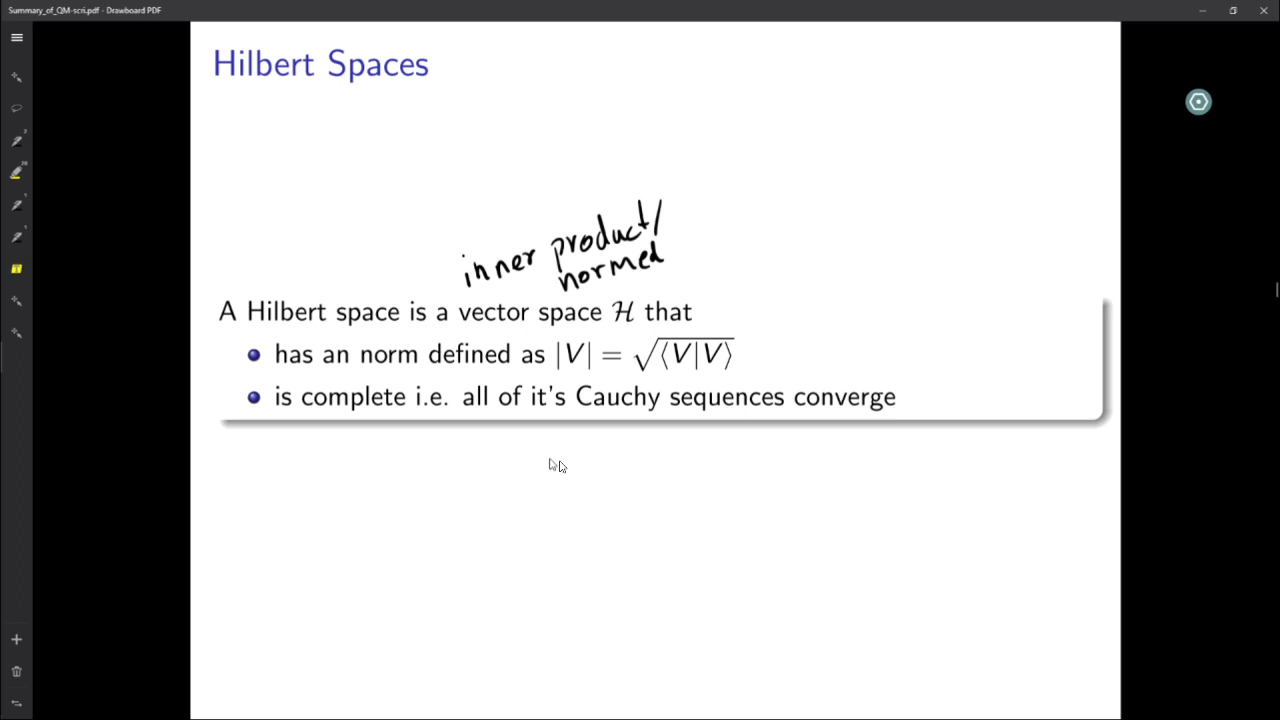 Summary_of_QM-scri.pdf - Drawboard PDF
Hilbert Spaces
inner product/
normed
A Hilbert space is a vector space ℋ that
has an norm defined as |V| = √⟨V|V⟩
is complete i.e. all of it's Cauchy sequences converge